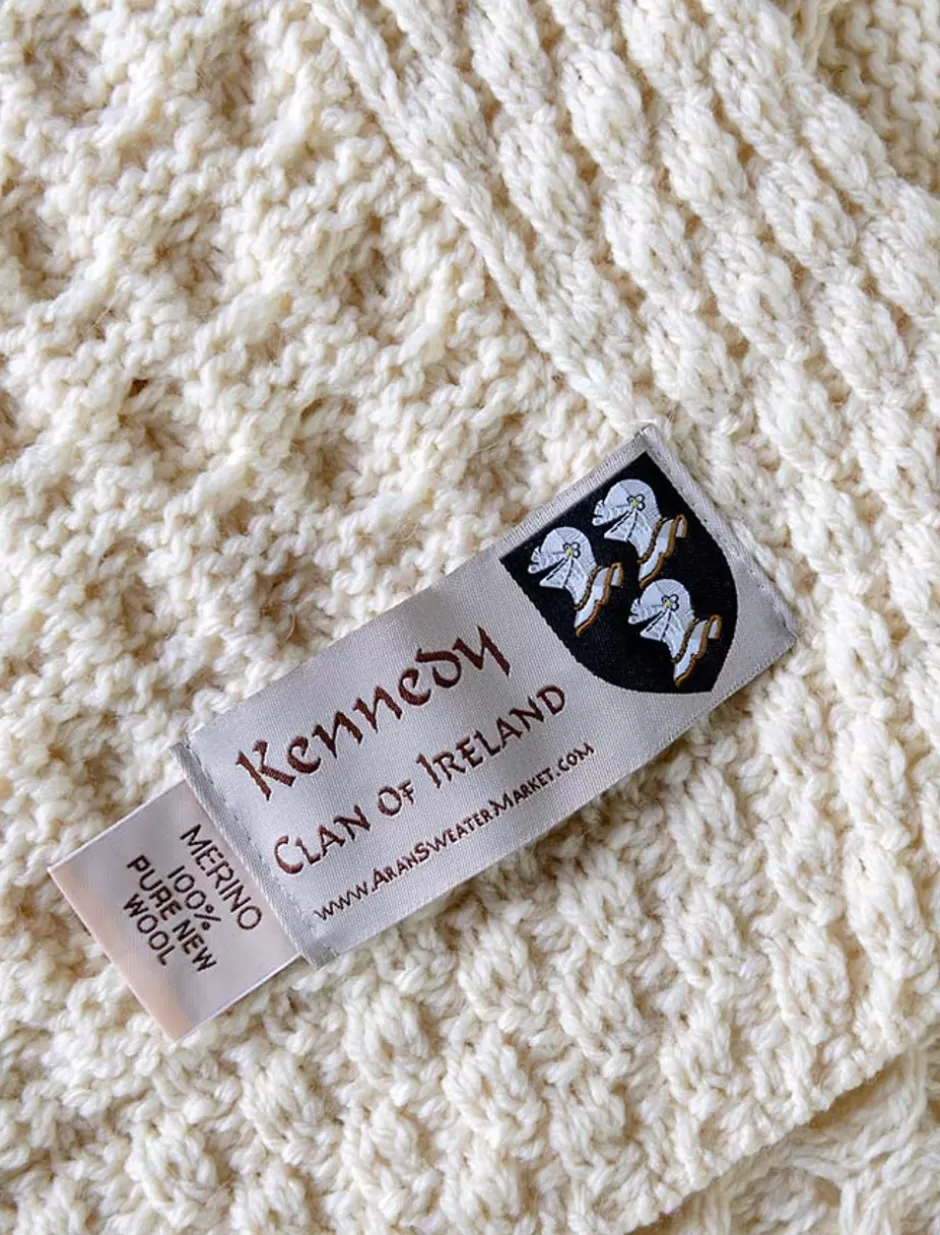 Kennedy
CLAN OF IRELAND
WWW.ARANSWEATERMARKET.COM
MERINO
100%
PURE NEW
WOOL